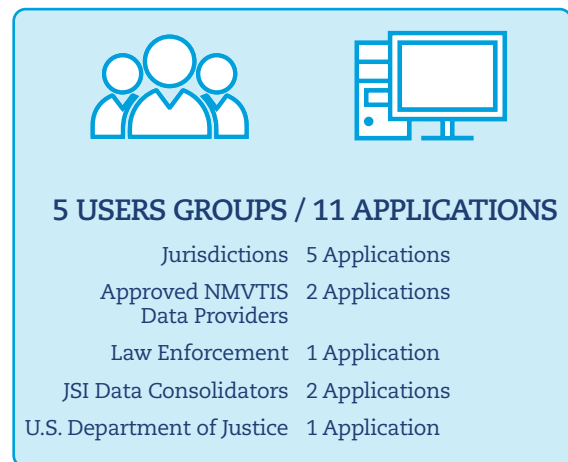 5 USERS GROUPS / 11 APPLICATIONS
Jurisdictions 5 Applications
Approved NMVTIS 2 Applications
Data Providers
Law Enforcement 1 Application
JSI Data Consolidators 2 Applications
U.S. Department of Justice 1 Application